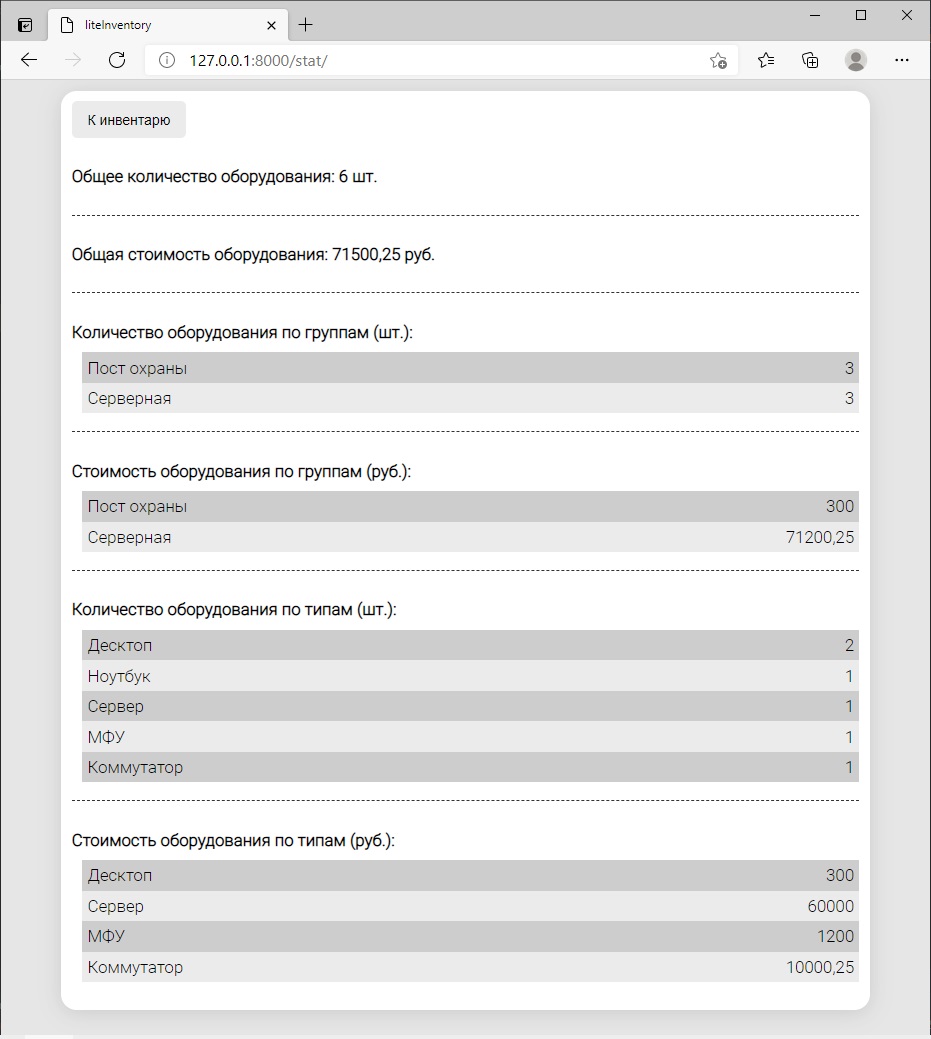 liteInventory
127.0.0.1:8000/stat/
К инвентарю
Общее количество оборудования: 6 шт.
Общая стоимость оборудования: 71500,25 руб.
Количество оборудования по группам (шт.):
Пост охраны 3
Серверная 3
Стоимость оборудования по группам (руб.):
Пост охраны 300
Серверная 71200,25
Количество оборудования по типам (шт.):
Десктоп 2
Ноутбук 1
Сервер 1
МФУ 1
Коммутатор 1
Стоимость оборудования по типам (руб.):
Десктоп 300
Сервер 60000
МФУ 1200
Коммутатор 10000,25